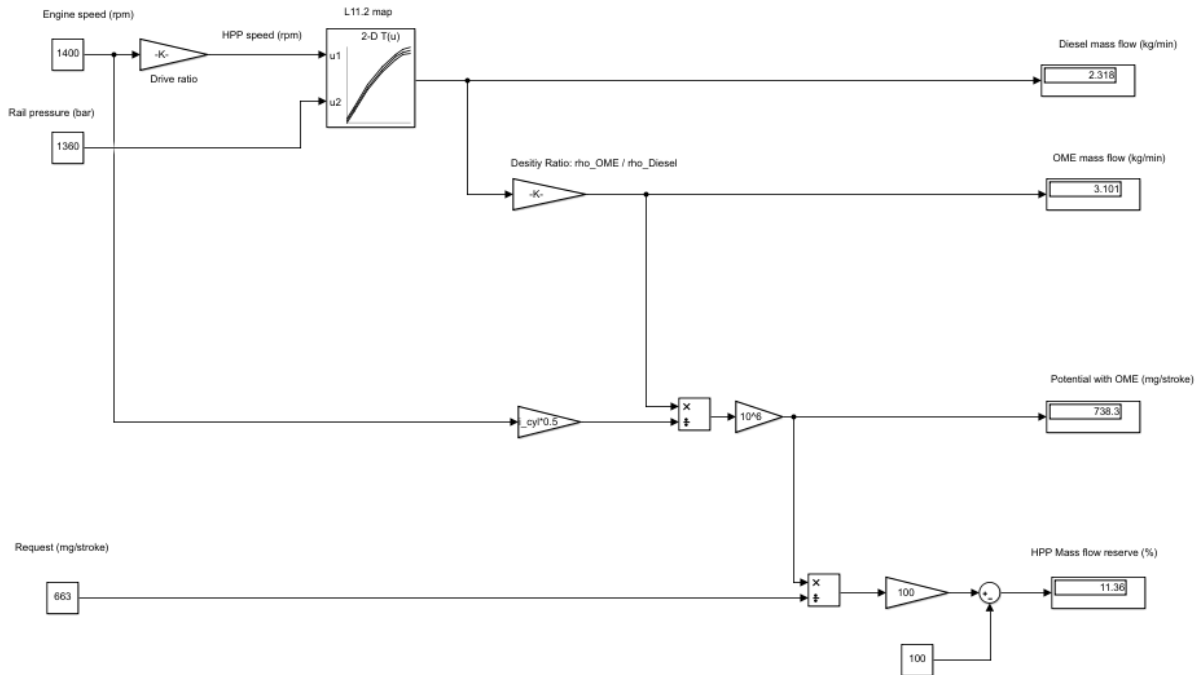 Engine speed (rpm)
1400
-K-
Drive ratio
HPP speed (rpm)
L11.2 map
2-D T(u)
u1
u2
Rail pressure (bar)
1360
Diesel mass flow (kg/min)
2.318
Desitiy Ratio: rho_OME / rho_Diesel
-K-
OME mass flow (kg/min)
3.101
i_cyl*0.5
×
÷
10^6
Potential with OME (mg/stroke)
738.3
Request (mg/stroke)
663
×
÷
100
+
-
100
HPP Mass flow reserve (%)
11.36